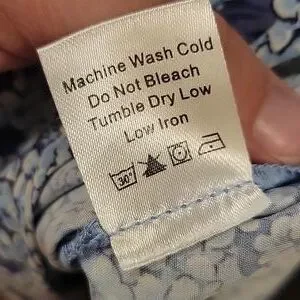 Machine Wash Cold
Do Not Bleach
Tumble Dry Low
Low Iron
30°